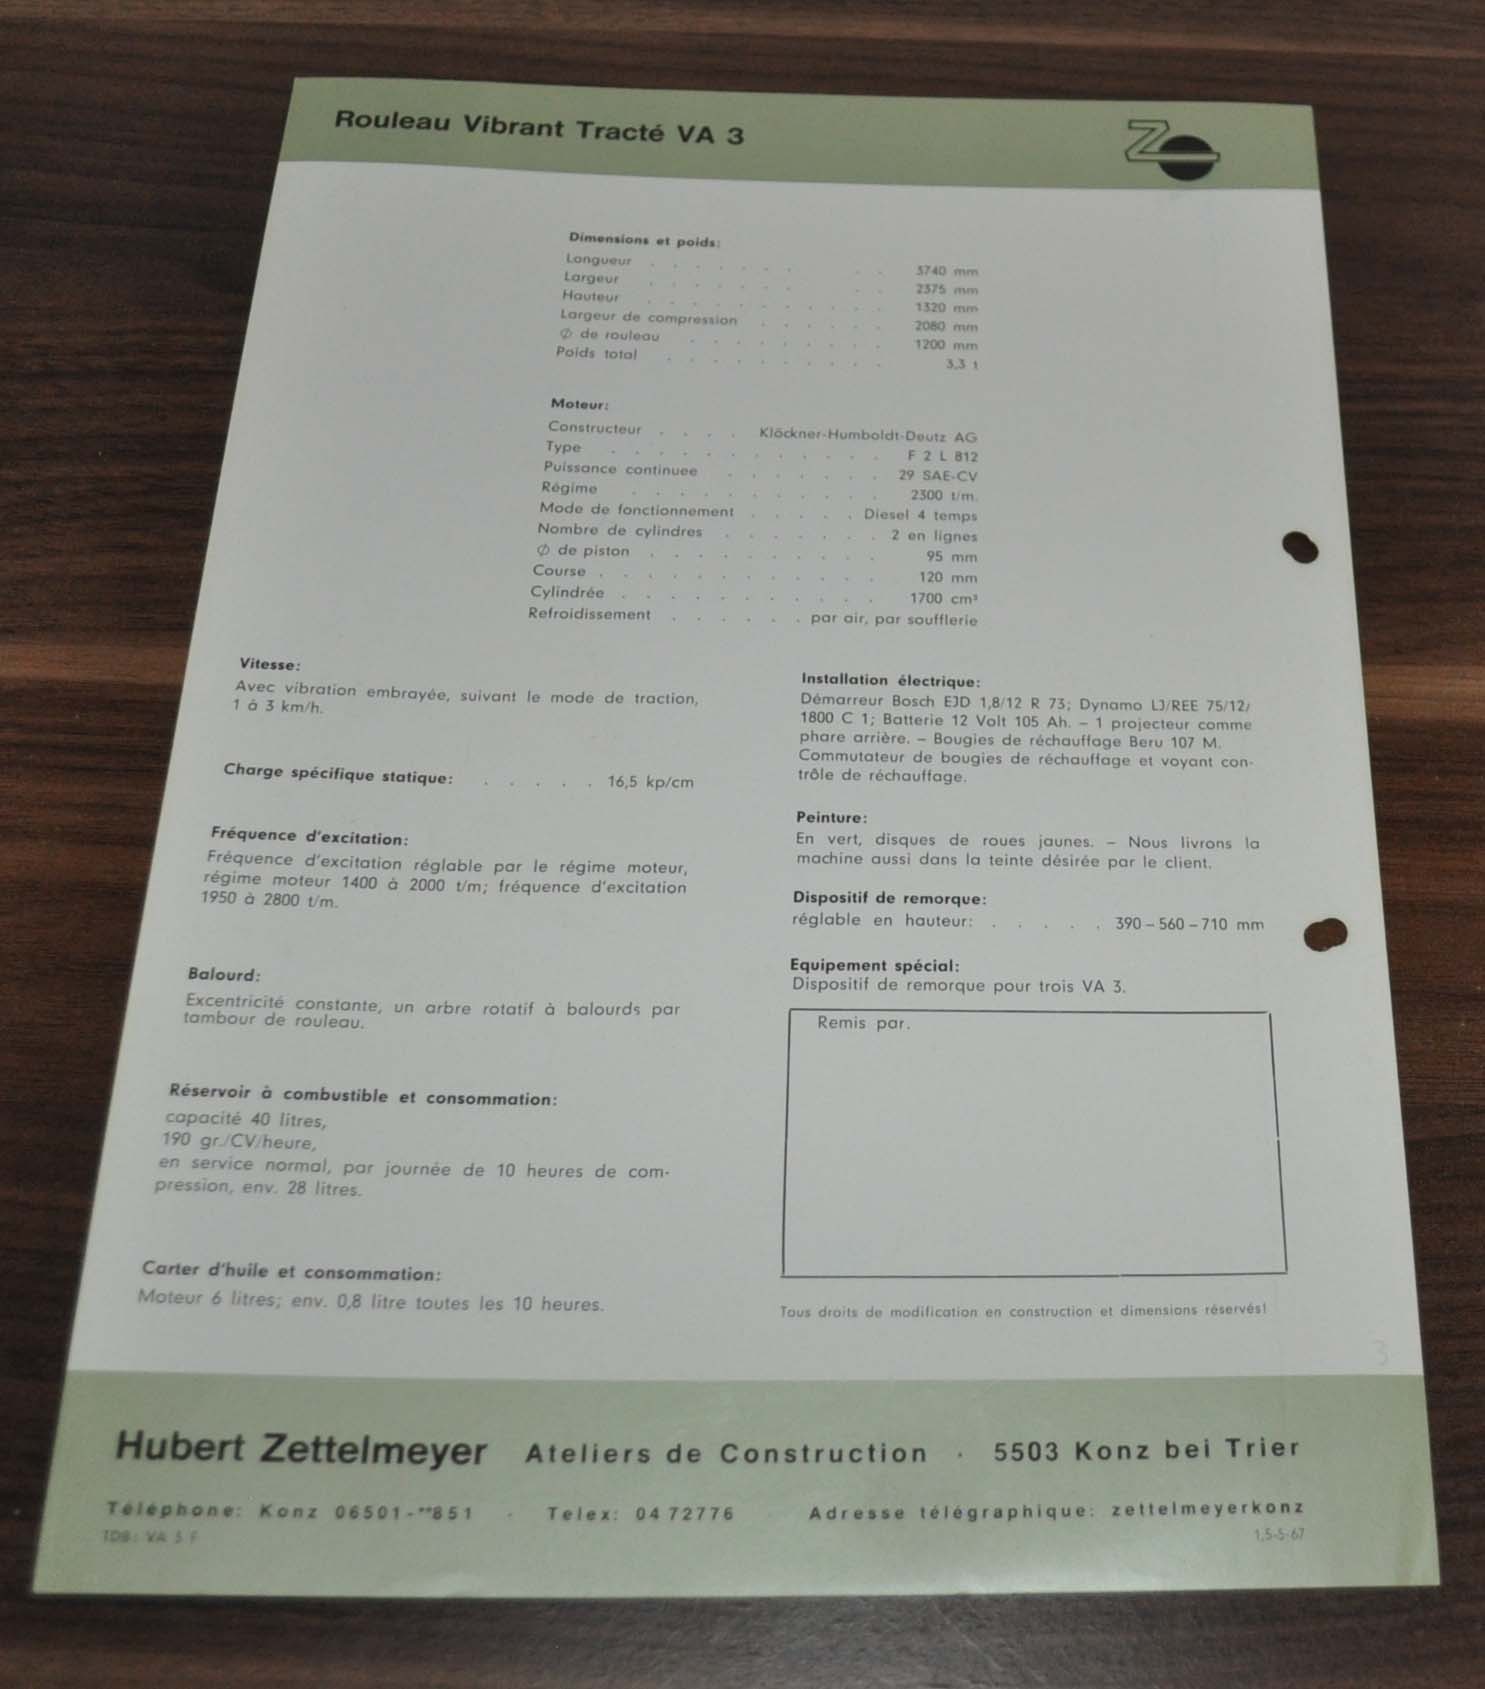 Rouleau Vibrant Tracté VA 3
Dimensions et poids:
Longueur . . . . . . . . . 3740 mm
Largeur . . . . . . . . . 2375 mm
Hauteur . . . . . . . . . . . 1320 mm
Largeur de compression . . . . . . 2080 mm
Ø de rouleau . . . . . . . . . 1200 mm
Poids total . . . . . . . . . . 3,3 t
Moteur:
Constructeur . . . . Klöckner-Humboldt-Deutz AG
Type . . . . . . . . . . . . F 2 L 812
Puissance continuee . . . . . . . 29 SAE-CV
Régime . . . . . . . . . . . 2300 t/m.
Mode de fonctionnement . . . . . Diesel 4 temps
Nombre de cylindres . . . . . . . 2 en lignes
Ø de piston . . . . . . . . . . 95 mm
Course . . . . . . . . . . . . 120 mm
Cylindrée . . . . . . . . . . . 1700 cm³
Refroidissement . . . . . . par air, par soufflerie
Vitesse:
Avec vibration embrayée, suivant le mode de traction,
1 à 3 km/h.
Charge spécifique statique: . . . . . 16,5 kp/cm
Fréquence d'excitation:
Fréquence d'excitation réglable par le régime moteur,
régime moteur 1400 à 2000 t/m; fréquence d'excitation
1950 à 2800 t/m.
Balourd:
Excentricité constante, un arbre rotatif à balourds par
tambour de rouleau.
Réservoir à combustible et consommation:
capacité 40 litres,
190 gr./CV/heure,
en service normal, par journée de 10 heures de com-
pression, env. 28 litres.
Carter d'huile et consommation:
Moteur 6 litres; env. 0,8 litre toutes les 10 heures.
Installation électrique:
Démarreur Bosch EJD 1,8/12 R 73; Dynamo LJ/REE 75/12/
1800 C 1; Batterie 12 Volt 105 Ah. – 1 projecteur comme
phare arrière. – Bougies de réchauffage Beru 107 M.
Commutateur de bougies de réchauffage et voyant con-
trôle de réchauffage.
Peinture:
En vert, disques de roues jaunes. – Nous livrons la
machine aussi dans la teinte désirée par le client.
Dispositif de remorque:
réglable en hauteur: . . . . . 390 – 560 – 710 mm
Equipement spécial:
Dispositif de remorque pour trois VA 3.
Remis par.
Tous droits de modification en construction et dimensions réservés!
3
Hubert Zettelmeyer Ateliers de Construction · 5503 Konz bei Trier
Téléphone: Konz 06501-**851 · Telex: 04 72776 · Adresse télégraphique: zettelmeyerkonz
TDB: VA 3 F 1,5-5-67